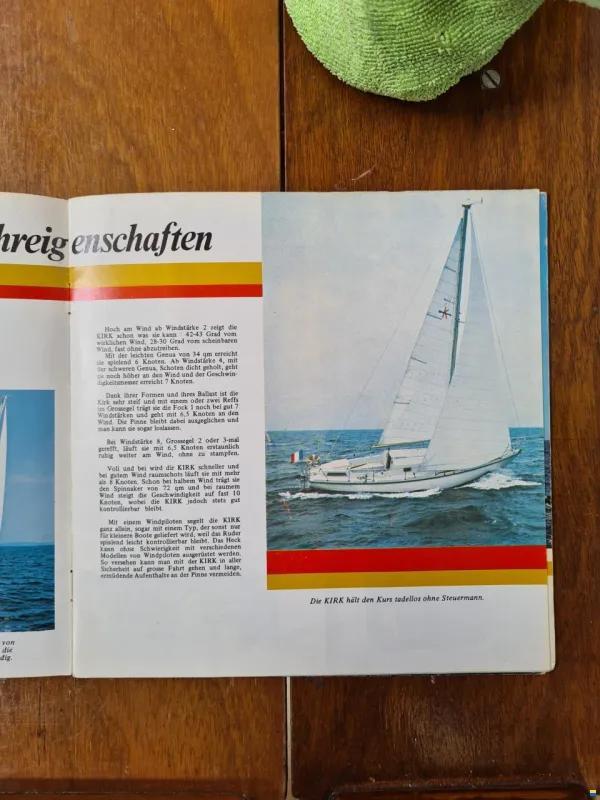 hreigenschaften
Hoch am Wind ab Windstärke 2 zeigt die
KIRK schon was sie kann : 42-43 Grad vom
wirklichen Wind, 28-30 Grad vom scheinbaren
Wind, fast ohne abzutreiben.
Mit der leichten Genua von 34 qm erreicht
sie spielend 6 Knoten. Ab Windstärke 4, mit
der schweren Genua, Schoten dicht geholt, geht
sie noch höher an den Wind und der Geschwin-
digkeitsmesser erreicht 7 Knoten.
Dank ihrer Formen und ihres Ballast ist die
Kirk sehr steif und mit einem oder zwei Reffs
im Grossegel trägt sie die Fock 1 noch bei gut 7
Windstärken und geht mit 6,5 Knoten an den
Wind. Die Pinne bleibt dabei ausgeglichen und
man kann sie sogar loslassen.
Bei Windstärke 8, Grossegel 2 oder 3-mal
gerefft, läuft sie mit 6,5 Knoten erstaunlich
ruhig weiter am Wind, ohne zu stampfen.
Voll und bei wird die KIRK schneller und
bei gutem Wind raumschots läuft sie mit mehr
als 8 Knoten. Schon bei halbem Wind trägt sie
den Spinnaker von 72 qm und bei raumem
Wind steigt die Geschwindigkeit auf fast 10
Knoten, wobei die KIRK jedoch stets gut
kontrollierbar bleibt.
Mit einem Windpiloten segelt die KIRK
ganz allein, sogar mit einem Typ, der sonst nur
für kleinere Boote geliefert wird, weil das Ruder
spielend leicht kontrollierbar bleibt. Das Heck
kann ohne Schwierigkeit mit verschiedenen
Modellen von Windpiloten ausgerüstet werden.
So versehen kann man mit der KIRK in aller
Sicherheit auf grosse Fahrt gehen und lange,
ermüdende Aufenthalte an der Pinne vermeiden.
Die KIRK hält den Kurs tadellos ohne Steuermann.
von
die
dig.